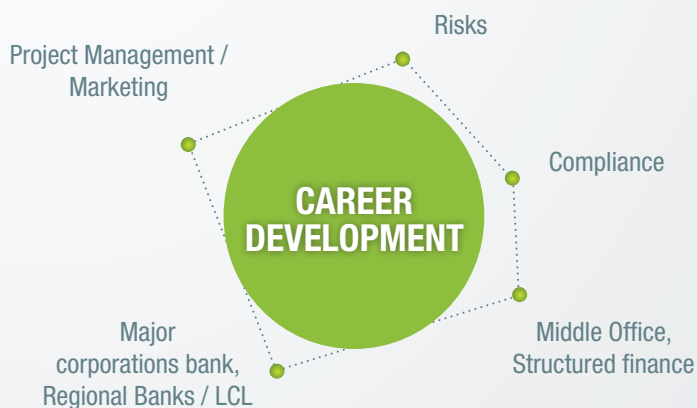 Risks
Project Management /
Marketing
Compliance
CAREER
DEVELOPMENT
Middle Office,
Structured finance
Major
corporations bank,
Regional Banks / LCL